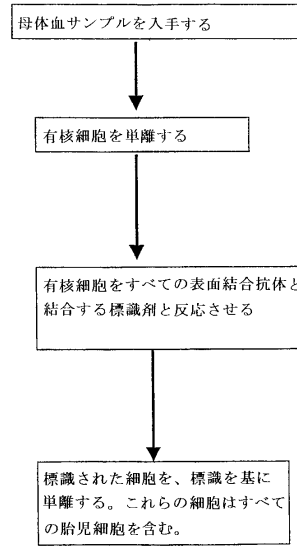 母体血サンプルを入手する
有核細胞を単離する
有核細胞をすべての表面結合抗体と
結合する標識剤と反応させる
標識された細胞を、標識を基に
単離する。これらの細胞はすべて
の胎児細胞を含む。